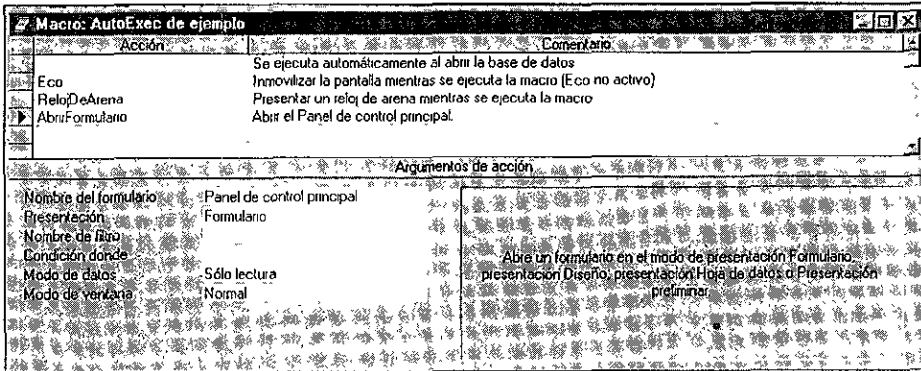 Macro: AutoExec de ejemplo
Acción Comentario
Se ejecuta automáticamente al abrir la base de datos
Eco Inmovilizar la pantalla mientras se ejecuta la macro (Eco no activo)
RelojDeArena Presentar un reloj de arena mientras se ejecuta la macro
AbrirFormulario Abrir el Panel de control principal.
Argumentos de acción
Nombre del formulario Panel de control principal
Presentación Formulario
Nombre de filtro
Condición donde
Modo de datos Sólo lectura
Modo de ventana Normal
Abre un formulario en el modo de presentación Formulario,
presentación Diseño, presentación Hoja de datos o Presentación
preliminar.